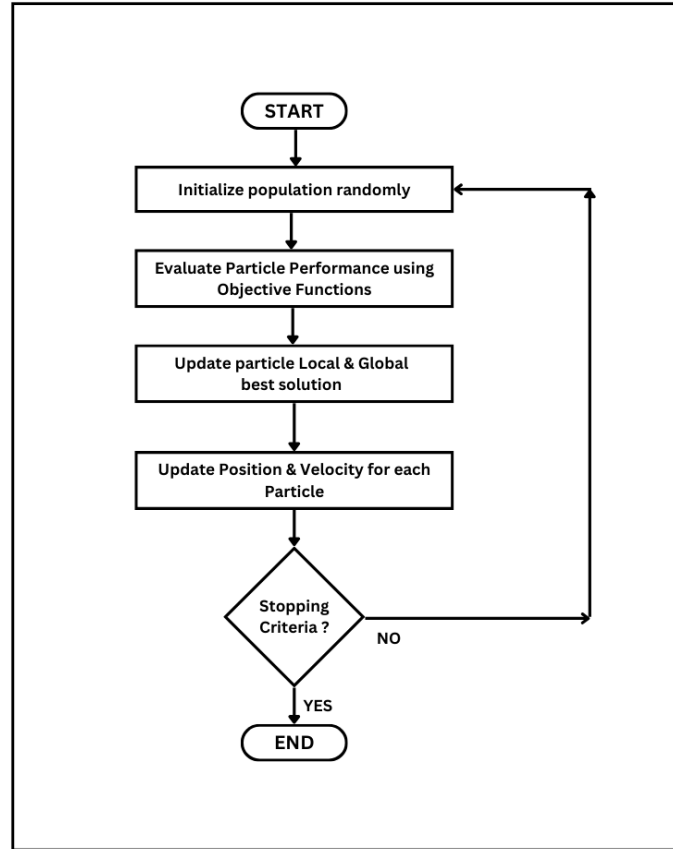 START
Initialize population randomly
Evaluate Particle Performance using
Objective Functions
Update particle Local & Global
best solution
Update Position & Velocity for each
Particle
Stopping
Criteria ?
NO
YES
END